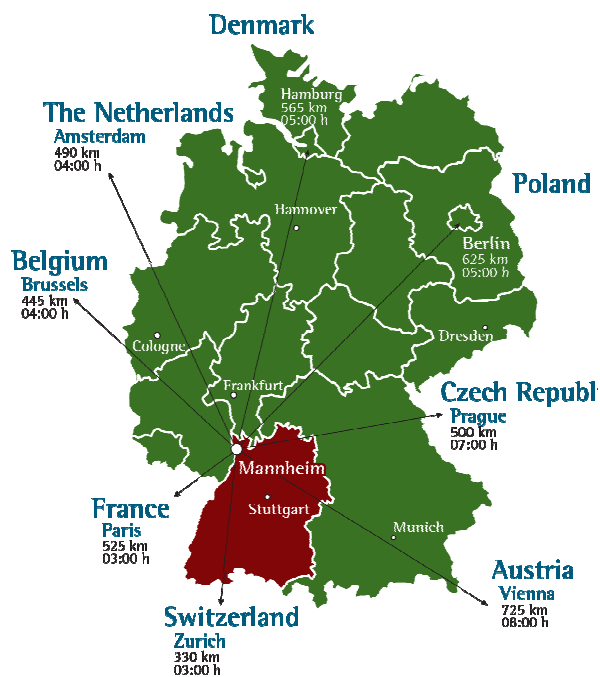 Denmark
Hamburg
565 km
05:00 h
The Netherlands
Amsterdam
490 km
04:00 h
Poland
Hannover
Berlin
625 km
05:00 h
Belgium
Brussels
445 km
04:00 h
Cologne
Dresden
Frankfurt
Czech Republi
Prague
500 km
07:00 h
Mannheim
Stuttgart
France
Paris
525 km
03:00 h
Munich
Austria
Vienna
725 km
08:00 h
Switzerland
Zurich
330 km
03:00 h